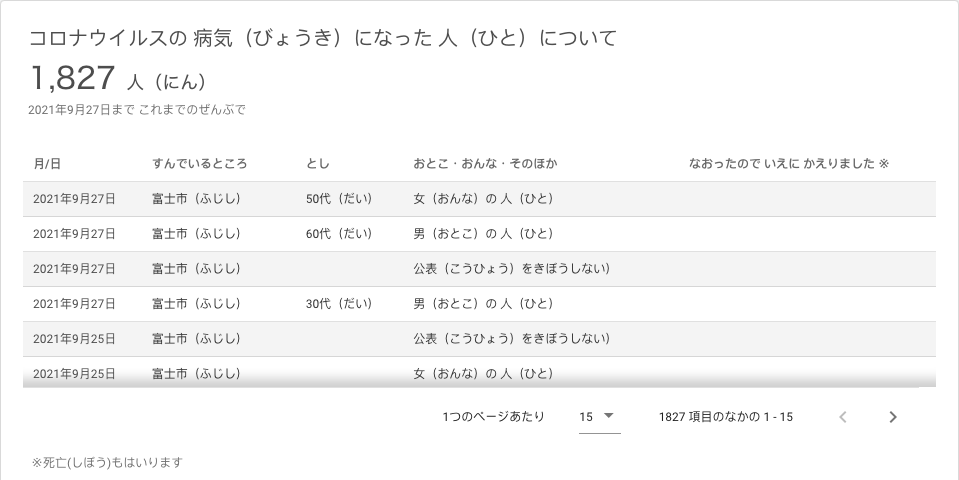 コロナウイルスの 病気（びょうき）になった 人（ひと）について
1,827 人（にん）
2021年9月27日まで これまでのぜんぶで
月/日 すんでいるところ とし おとこ・おんな・そのほか なおったので いえに かえりました ※
2021年9月27日 富士市（ふじし） 50代（だい） 女（おんな）の 人（ひと）
2021年9月27日 富士市（ふじし） 60代（だい） 男（おとこ）の 人（ひと）
2021年9月27日 富士市（ふじし） 公表（こうひょう）をきぼうしない）
2021年9月27日 富士市（ふじし） 30代（だい） 男（おとこ）の 人（ひと）
2021年9月25日 富士市（ふじし） 公表（こうひょう）をきぼうしない）
2021年9月25日 富士市（ふじし） 女（おんな）の 人（ひと）
1つのページあたり 15 1827 項目のなかの 1 - 15
※死亡(しぼう)もはいります